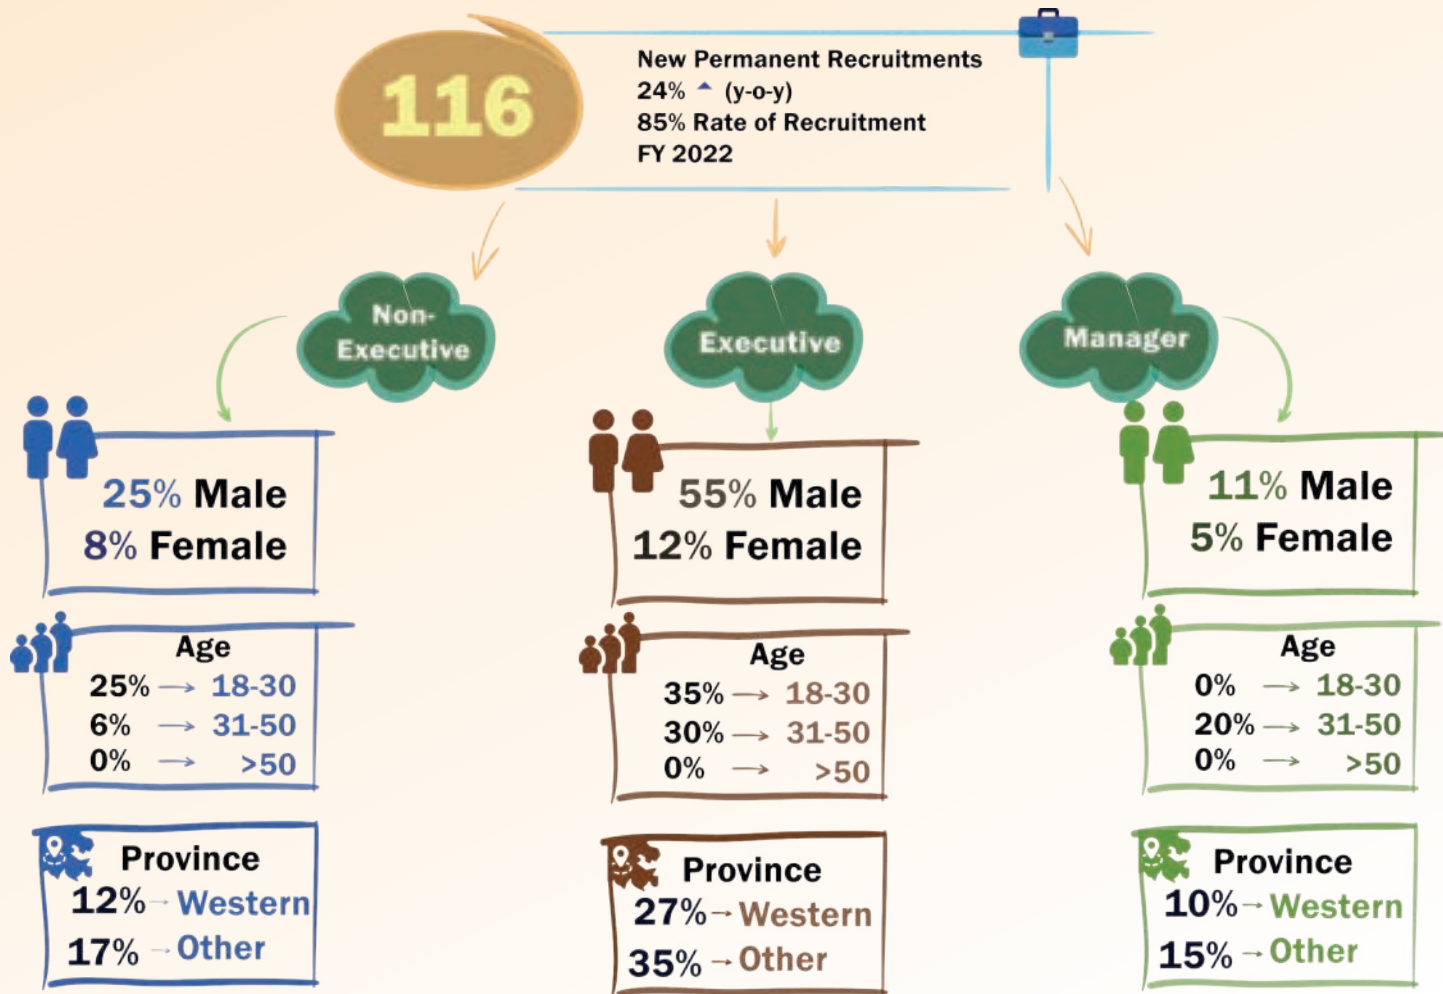 116
New Permanent Recruitments
24% (y-o-y)
85% Rate of Recruitment
FY 2022
Non-
Executive
25% Male
8% Female
Age
25% → 18-30
6% → 31-50
0% → >50
Province
12% → Western
17% → Other
Executive
55% Male
12% Female
Age
35% → 18-30
30% → 31-50
0% → >50
Province
27% → Western
35% → Other
Manager
11% Male
5% Female
Age
0% → 18-30
20% → 31-50
0% → >50
Province
10% → Western
15% → Other